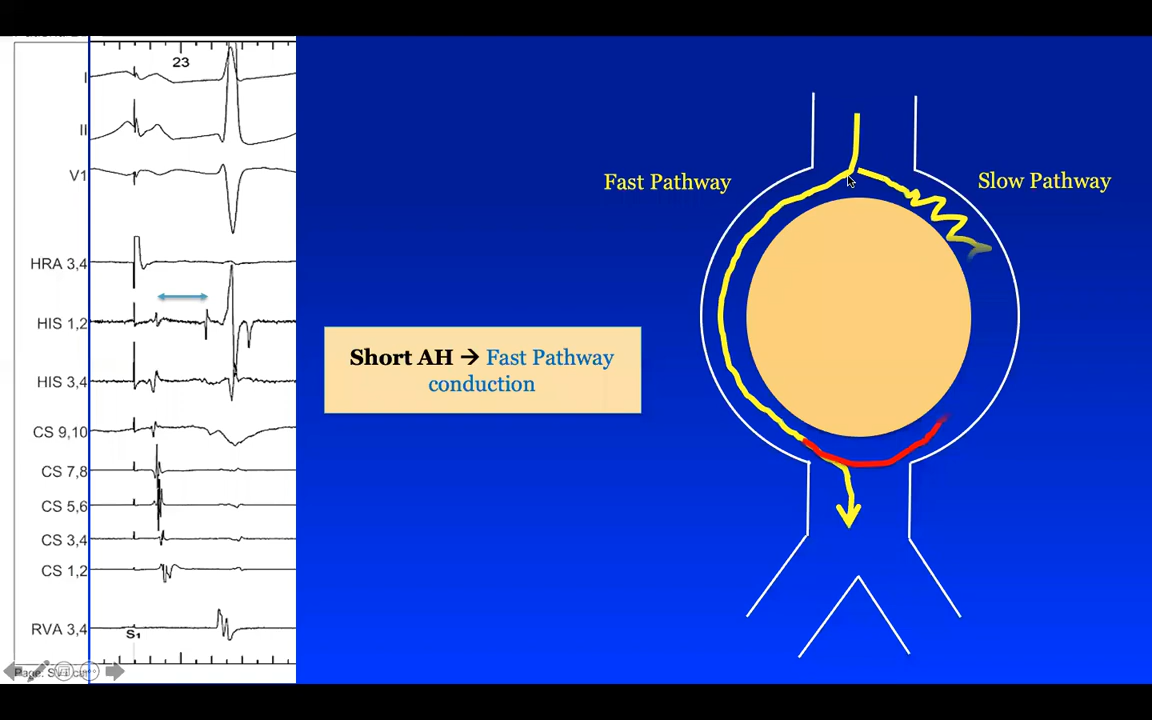 23
I
II
V1
HRA 3,4
HIS 1,2
HIS 3,4
CS 9,10
CS 7,8
CS 5,6
CS 3,4
CS 1,2
RVA 3,4
S1
Page:
Short AH → Fast Pathway
conduction
Fast Pathway
Slow Pathway